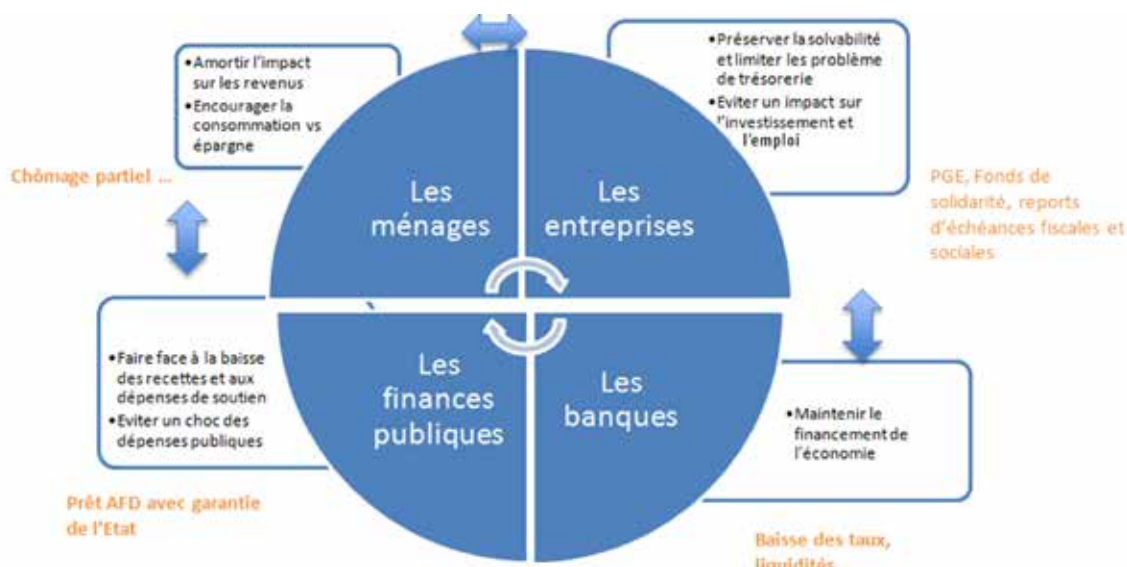 •Amortir l'impact
sur les revenus
•Encourager la
consommation vs
épargne
•Préserver la solvabilité
et limiter les problème
de trésorerie
•Eviter un impact sur
l'investissement et
l'emploi
Chômage partiel ...
Les
ménages
Les
entreprises
PGE, Fonds de
solidarité, reports
d'échéances fiscales et
sociales
•Faire face à la baisse
des recettes et aux
dépenses de soutien
•Eviter un choc des
dépenses publiques
Les
finances
publiques
Les
banques
•Maintenir le
financement de
l'économie
Prêt AFD avec garantie
de l'Etat
Baisse des taux,
liquidités